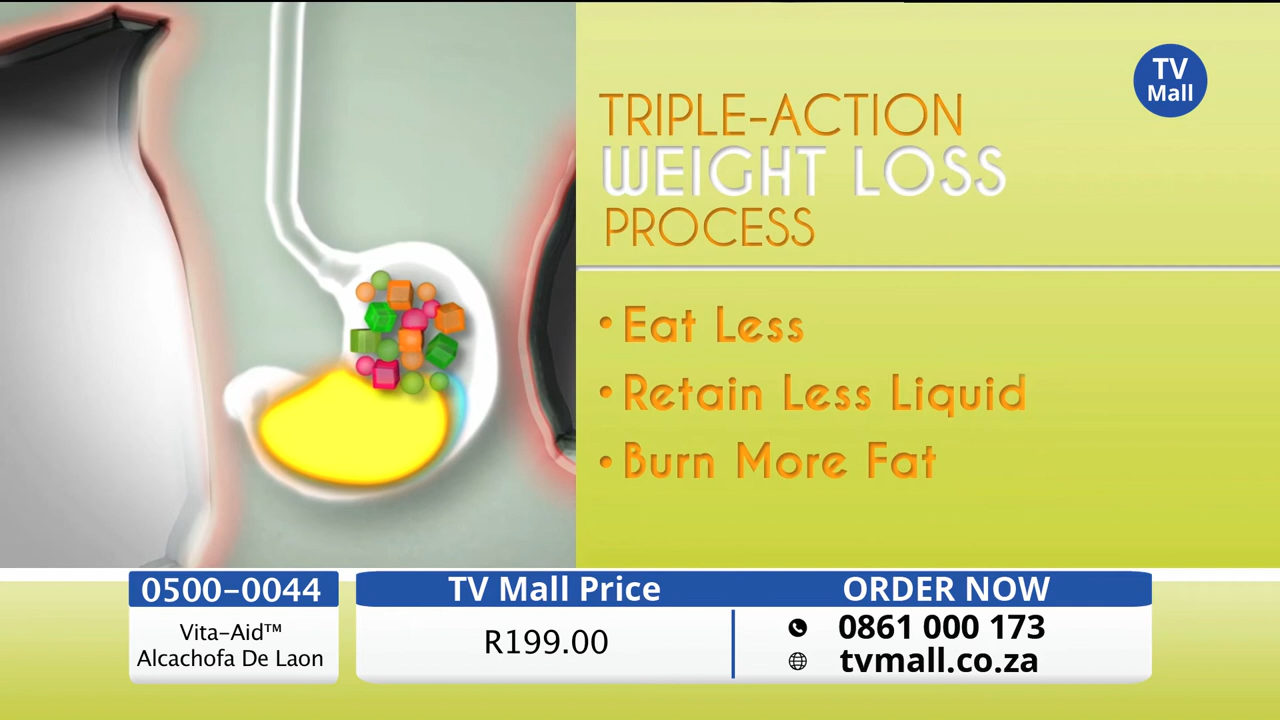 TV
Mall
TRIPLE-ACTION
WEIGHT LOSS
PROCESS
• Eat Less
• Retain Less Liquid
• Burn More Fat
0500-0044
Vita-Aid™
Alcachofa De Laon
TV Mall Price
R199.00
ORDER NOW
0861 000 173
tvmall.co.za